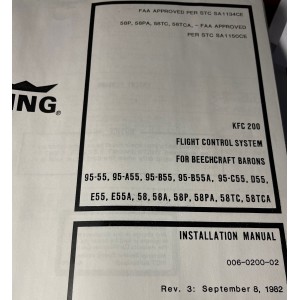 FAA APPROVED PER STC SA1134CE
58P, 58PA, 58TC, 58TCA, - FAA APPROVED
PER STC SA1150CE
ING®
KFC 200
FLIGHT CONTROL SYSTEM
FOR BEECHCRAFT BARONS
95-55, 95-A55, 95-B55, 95-B55A, 95-C55, D55,
E55, E55A, 58, 58A, 58P, 58PA, 58TC, 58TCA
INSTALLATION MANUAL
006-0200-02
Rev. 3: September 8, 1982